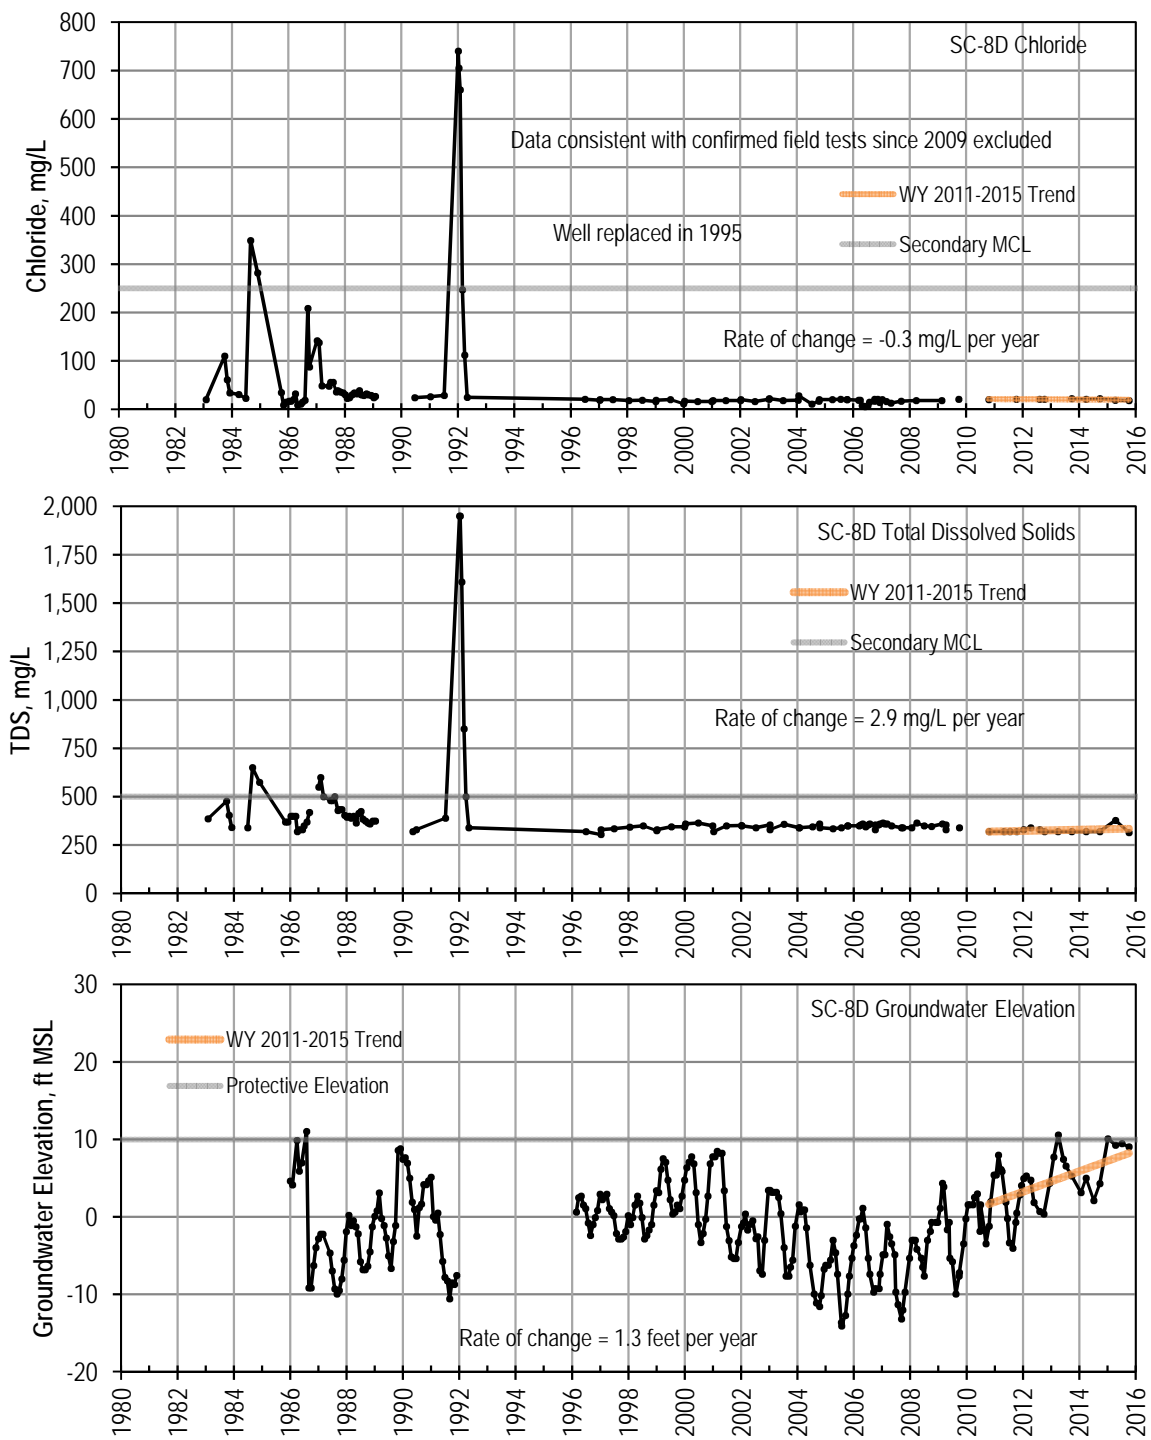 SC-8D Chloride
Chloride, mg/L
800
700
600
500
400
300
200
100
0
Data consistent with confirmed field tests since 2009 excluded
WY 2011-2015 Trend
Well replaced in 1995
Secondary MCL
Rate of change = -0.3 mg/L per year
1980 1982 1984 1986 1988 1990 1992 1994 1996 1998 2000 2002 2004 2006 2008 2010 2012 2014 2016
SC-8D Total Dissolved Solids
TDS, mg/L
2,000
1,750
1,500
1,250
1,000
750
500
250
0
WY 2011-2015 Trend
Secondary MCL
Rate of change = 2.9 mg/L per year
1980 1982 1984 1986 1988 1990 1992 1994 1996 1998 2000 2002 2004 2006 2008 2010 2012 2014 2016
SC-8D Groundwater Elevation
Groundwater Elevation, ft MSL
30
20
10
0
-10
-20
WY 2011-2015 Trend
Protective Elevation
Rate of change = 1.3 feet per year
1980 1982 1984 1986 1988 1990 1992 1994 1996 1998 2000 2002 2004 2006 2008 2010 2012 2014 2016